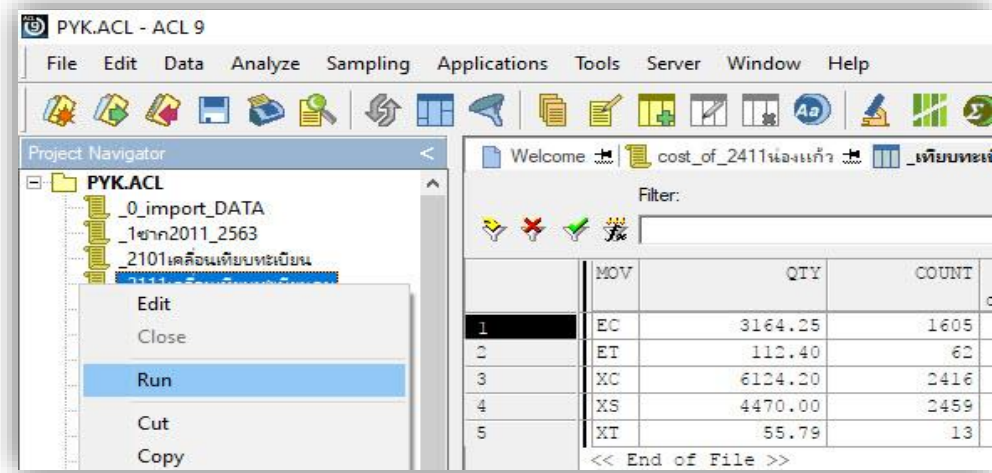 PYK.ACL - ACL 9
File Edit Data Analyze Sampling Applications Tools Server Window Help
Project Navigator <
PYK.ACL
_0_import_DATA
_1ซาก2011_2563
_2101เคลื่อนเทียบทะเบียน
Edit
Close
Run
Cut
Copy
Welcome cost_of_2411น่องแก้ว
Filter:
MOV QTY COUNT
1 EC 3164.25 1605
2 ET 112.40 62
3 XC 6124.20 2416
4 XS 4470.00 2459
5 XT 55.79 13
<< End of File >>